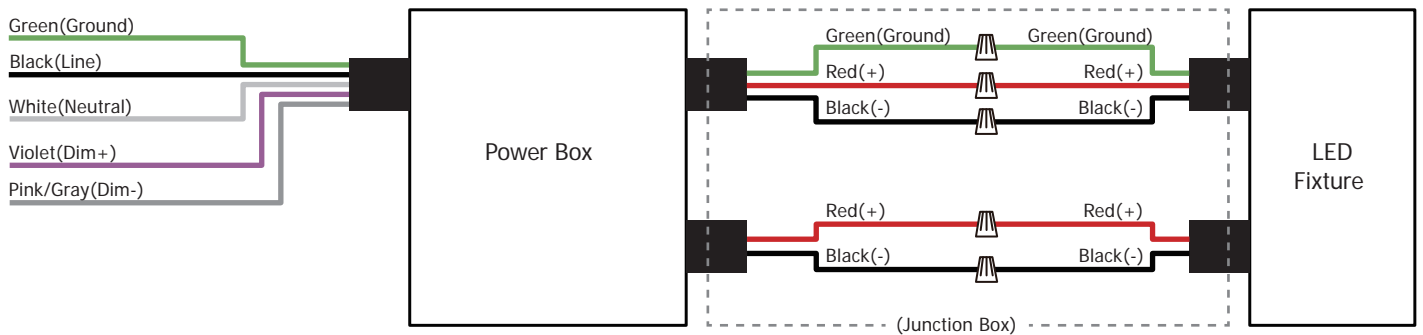 Green(Ground)
Black(Line)
White(Neutral)
Violet(Dim+)
Pink/Gray(Dim-)
Power Box
Green(Ground)
Green(Ground)
Red(+)
Red(+)
Black(-)
Black(-)
Red(+)
Red(+)
Black(-)
Black(-)
(Junction Box)
LED
Fixture